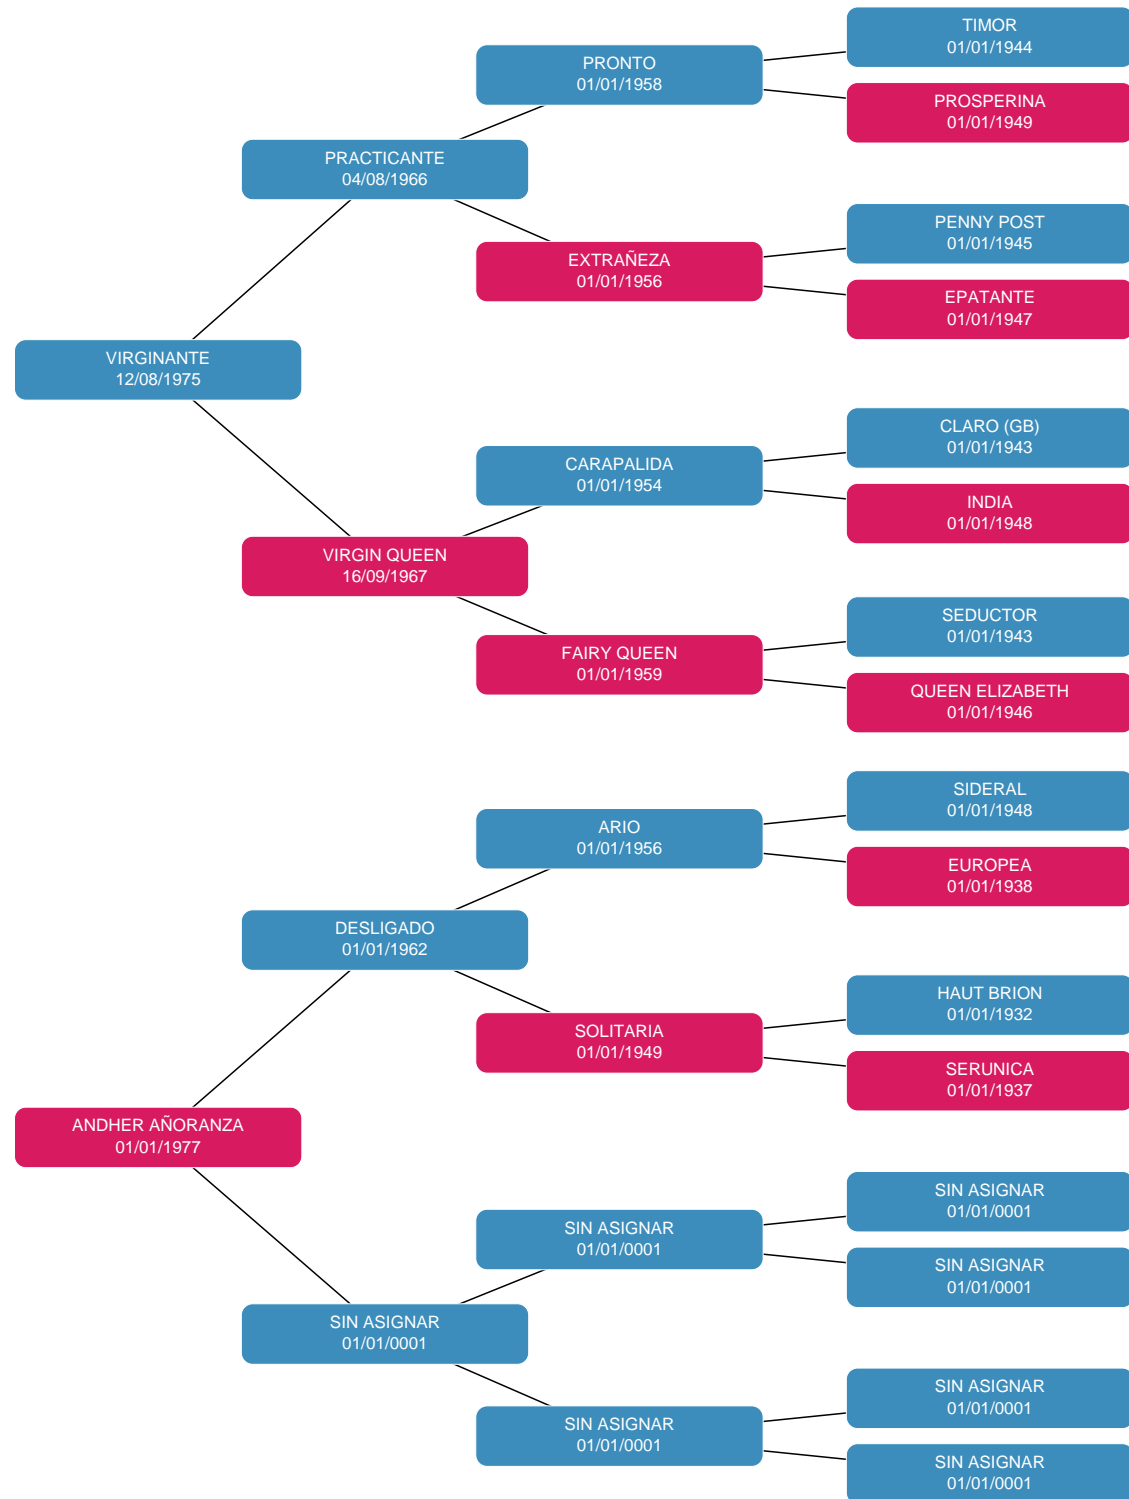 TIMOR
01/01/1944
PRONTO
01/01/1958
PROSPERINA
01/01/1949
PRACTICANTE
04/08/1966
PENNY POST
01/01/1945
EXTRAÑEZA
01/01/1956
EPATANTE
01/01/1947
VIRGINANTE
12/08/1975
CLARO (GB)
01/01/1943
CARAPALIDA
01/01/1954
INDIA
01/01/1948
VIRGIN QUEEN
16/09/1967
SEDUCTOR
01/01/1943
FAIRY QUEEN
01/01/1959
QUEEN ELIZABETH
01/01/1946
SIDERAL
01/01/1948
ARIO
01/01/1956
EUROPEA
01/01/1938
DESLIGADO
01/01/1962
HAUT BRION
01/01/1932
SOLITARIA
01/01/1949
SERUNICA
01/01/1937
ANDHER AÑORANZA
01/01/1977
SIN ASIGNAR
01/01/0001
SIN ASIGNAR
01/01/0001
SIN ASIGNAR
01/01/0001
SIN ASIGNAR
01/01/0001
SIN ASIGNAR
01/01/0001
SIN ASIGNAR
01/01/0001
SIN ASIGNAR
01/01/0001